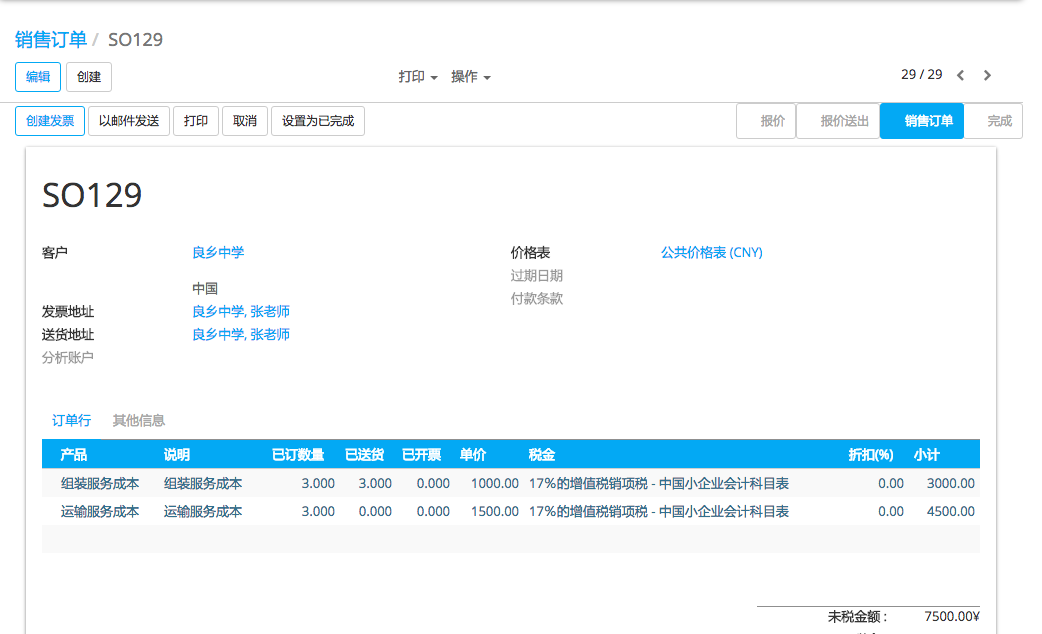 销售订单 / SO129
编辑 创建 打印 操作 29 / 29
创建发票 以邮件发送 打印 取消 设置为已完成 报价 报价送出 销售订单 完成
SO129
客户 良乡中学 价格表 公共价格表 (CNY)
过期日期
中国 付款条款
发票地址 良乡中学, 张老师
送货地址 良乡中学, 张老师
分析账户
订单行 其他信息
产品 说明 已订数量 已送货 已开票 单价 税金 折扣(%) 小计
组装服务成本 组装服务成本 3.000 3.000 0.000 1000.00 17%的增值税销项税 - 中国小企业会计科目表 0.00 3000.00
运输服务成本 运输服务成本 3.000 0.000 0.000 1500.00 17%的增值税销项税 - 中国小企业会计科目表 0.00 4500.00
未税金额 : 7500.00¥